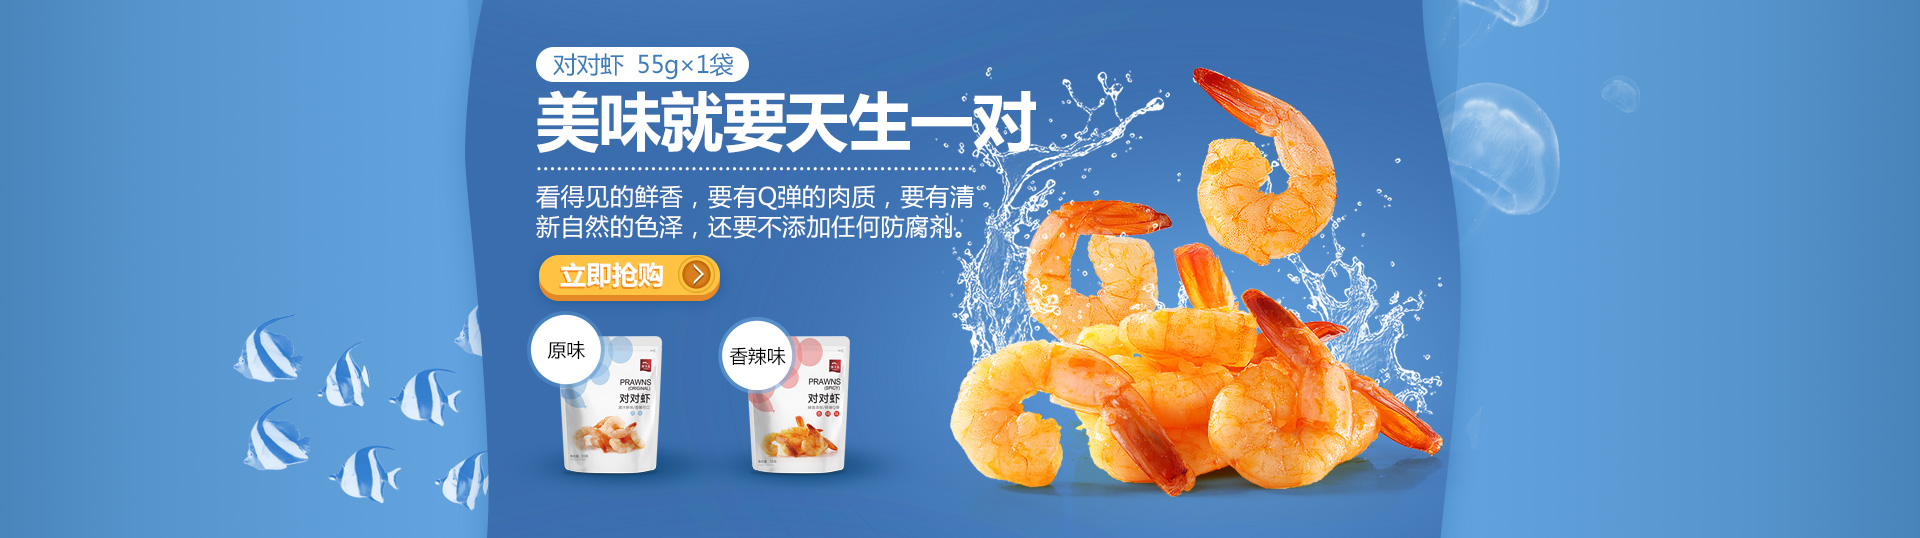 对对虾 55g×1袋
美味就要天生一对
看得见的鲜香，要有Q弹的肉质，要有清
新自然的色泽，还要不添加任何防腐剂。
立即抢购
原味
香辣味
PRAWNS
(ORIGINAL)
对对虾
PRAWNS
(SPICY)
对对虾